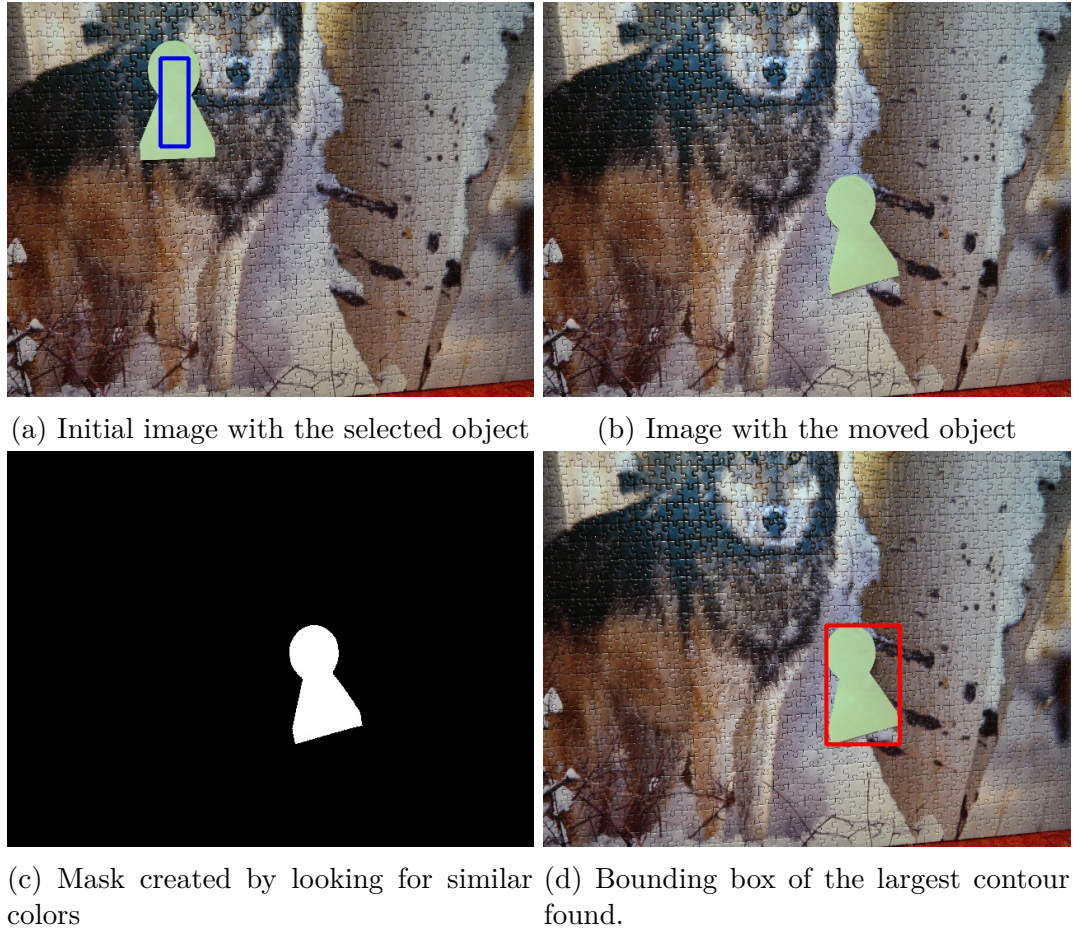 (a) Initial image with the selected object
(b) Image with the moved object
(c) Mask created by looking for similar
colors
(d) Bounding box of the largest contour
found.